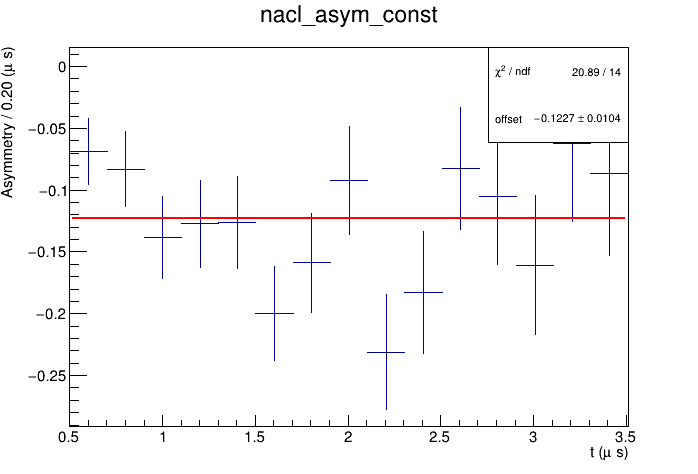 nacl_asym_const
Asymmetry / 0.20 (μ s)
χ² / ndf 20.89 / 14
offset −0.1227 ± 0.0104
0
−0.05
−0.1
−0.15
−0.2
−0.25
0.5 1 1.5 2 2.5 3 3.5
t (μ s)